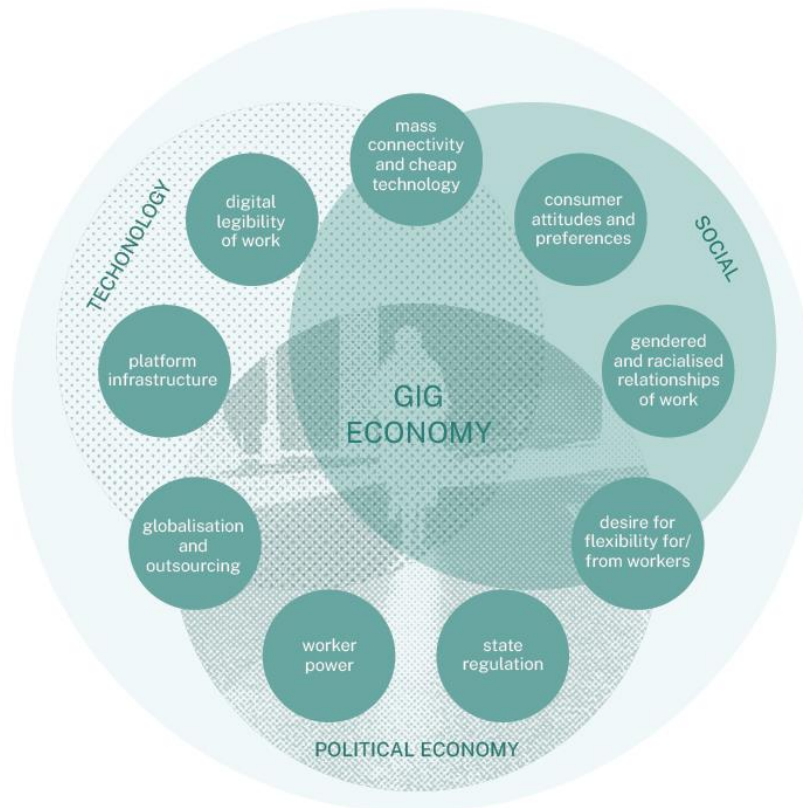 mass
connectivity
and cheap
technology
digital
legibility
of work
consumer
attitudes and
preferences
TECHONOLOGY
SOCIAL
platform
infrastructure
gendered
and racialised
relationships
of work
GIG
ECONOMY
globalisation
and
outsourcing
desire for
flexibility for/
from workers
worker
power
state
regulation
POLITICAL ECONOMY